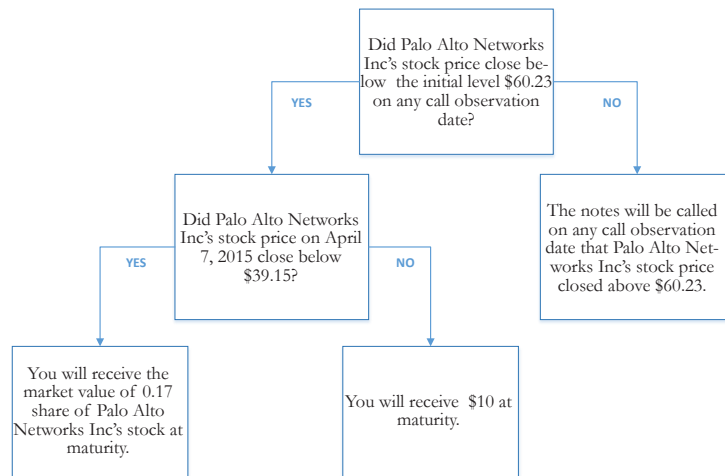 Did Palo Alto Networks
Inc’s stock price close be-
low the initial level $60.23
on any call observation
date?
YES
NO
Did Palo Alto Networks
Inc’s stock price on April
7, 2015 close below
$39.15?
The notes will be called
on any call observation
date that Palo Alto Net-
works Inc’s stock price
closed above $60.23.
YES
NO
You will receive the
market value of 0.17
share of Palo Alto
Networks Inc’s stock at
maturity.
You will receive $10 at
maturity.